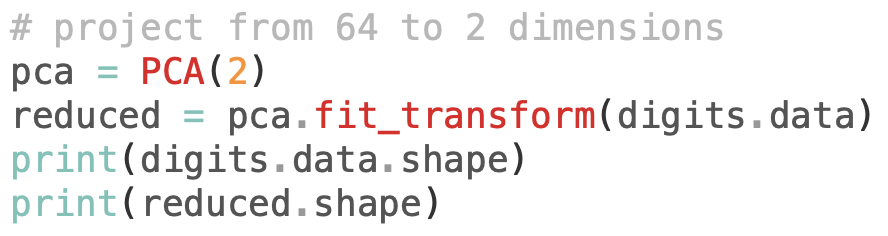 # project from 64 to 2 dimensions
pca = PCA(2)
reduced = pca.fit_transform(digits.data)
print(digits.data.shape)
print(reduced.shape)